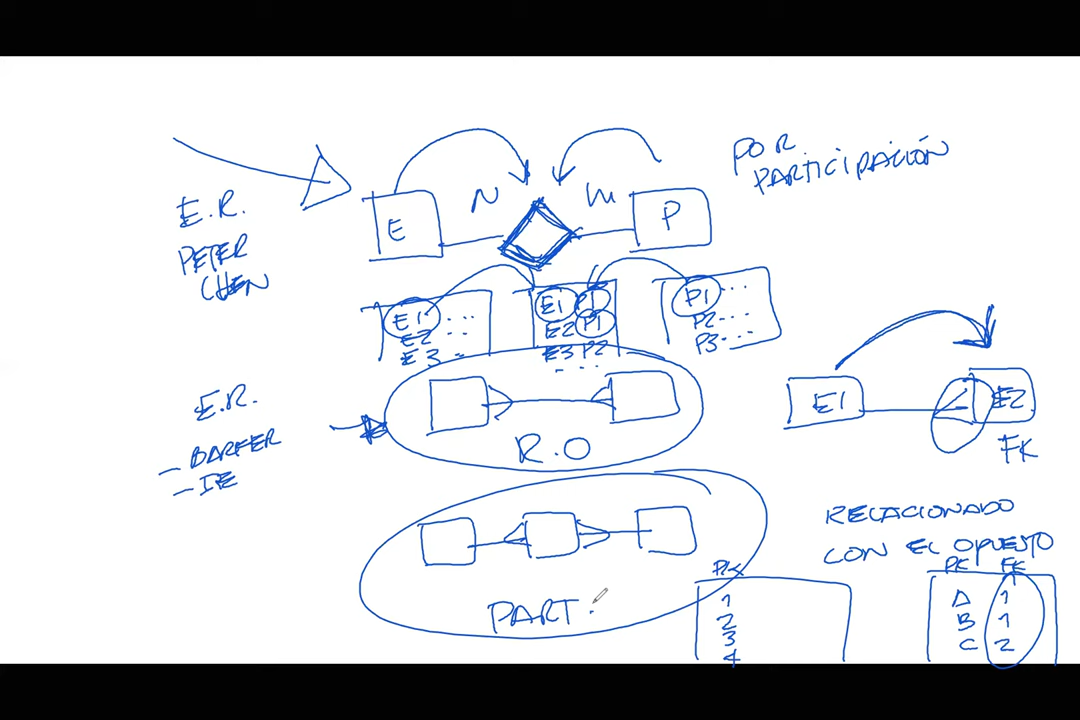 POR
PARTICIPACIÓN
E.R.
PETER
CHEN
E
N
M
P
E1 ...
E2 ...
E3 ..
E1 P1
E2 P1
E3 P2
....
P1 ...
P2 ...
P3 ...
E.R.
- BARKER
- IE
R.O
E1
E2
FK
RELACIONADO
CON EL OPUESTO
PART.
PK
1
2
3
4
PK FK
A 1
B 1
C 2